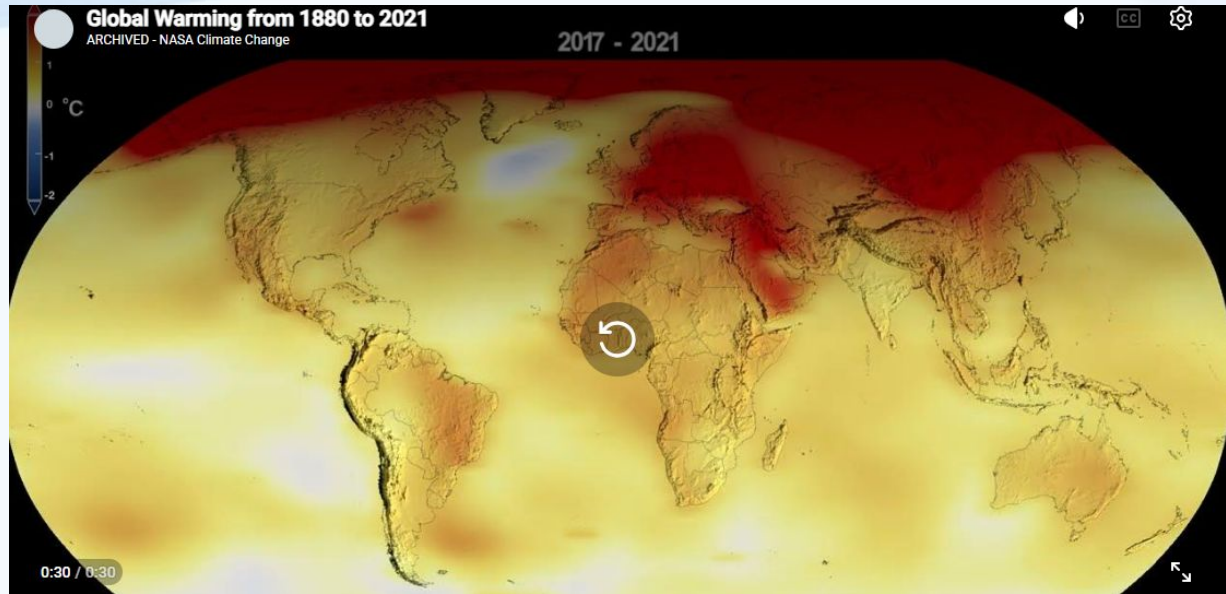 Global Warming from 1880 to 2021
ARCHIVED - NASA Climate Change
CC
2017 - 2021
1
0 °C
-1
-2
0:30 / 0:30